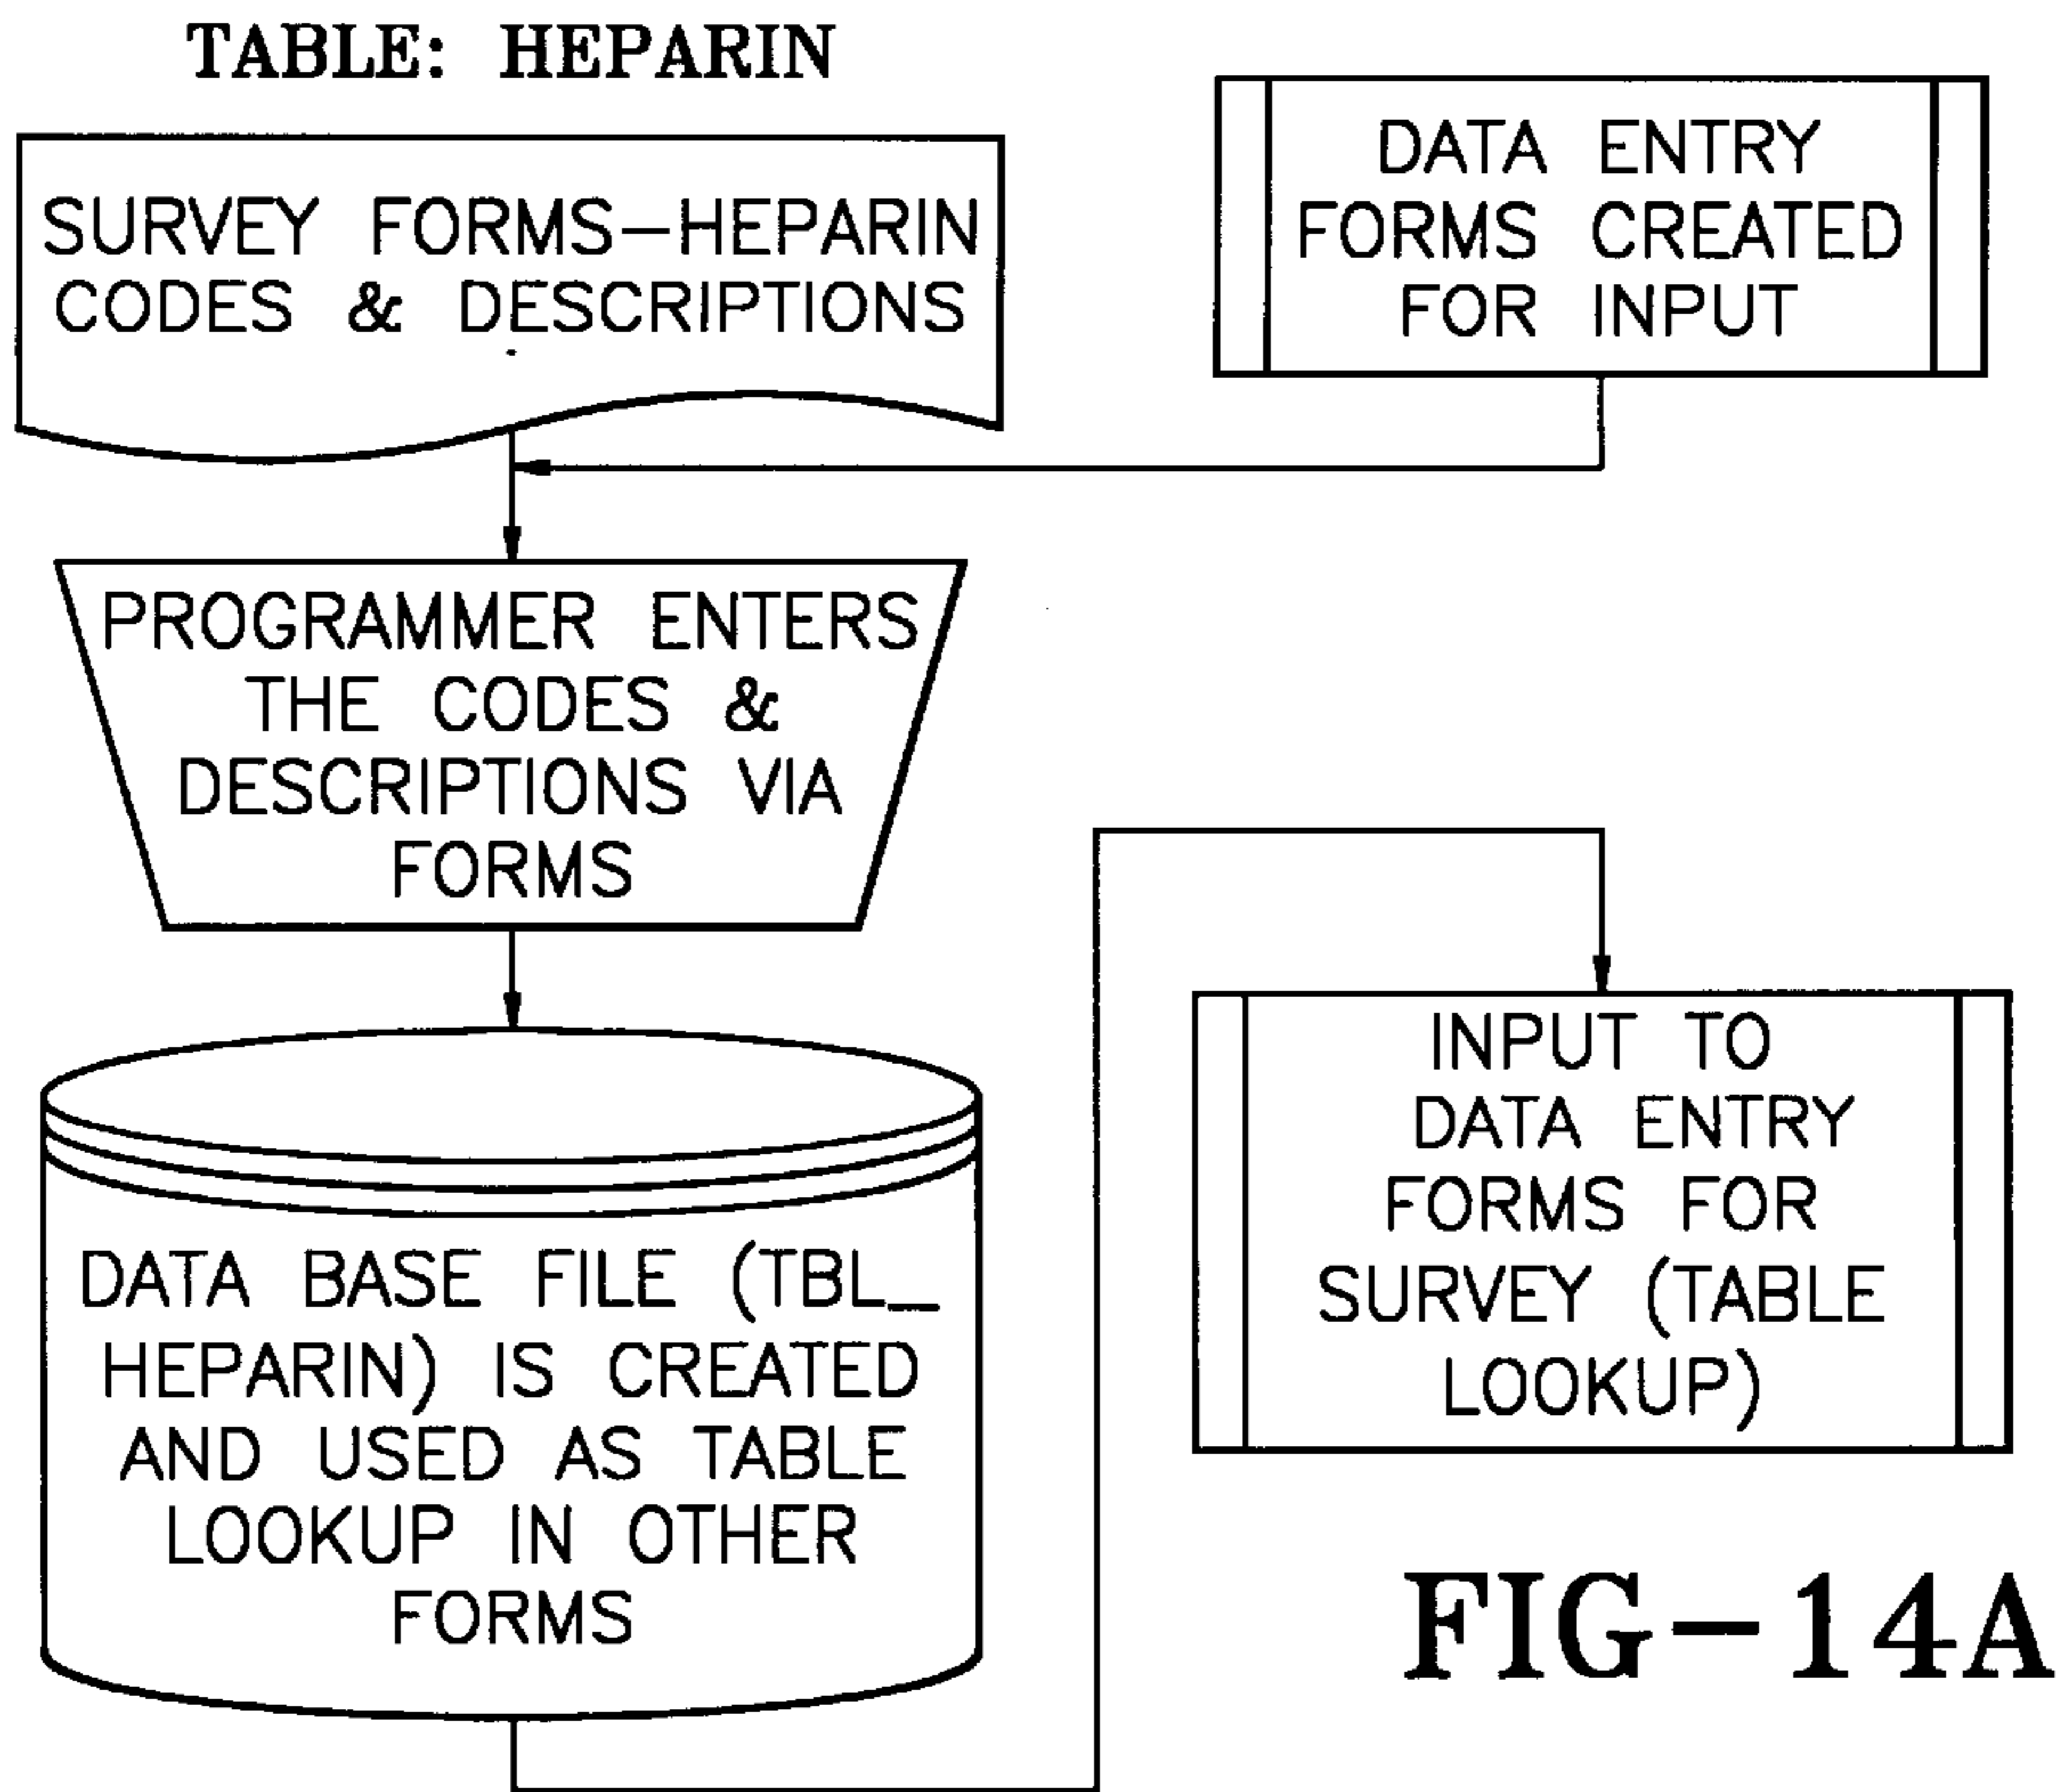 TABLE: HEPARIN
SURVEY FORMS–HEPARIN
CODES & DESCRIPTIONS
DATA ENTRY
FORMS CREATED
FOR INPUT
PROGRAMMER ENTERS
THE CODES &
DESCRIPTIONS VIA
FORMS
DATA BASE FILE (TBL_
HEPARIN) IS CREATED
AND USED AS TABLE
LOOKUP IN OTHER
FORMS
INPUT TO
DATA ENTRY
FORMS FOR
SURVEY (TABLE
LOOKUP)
FIG–14A